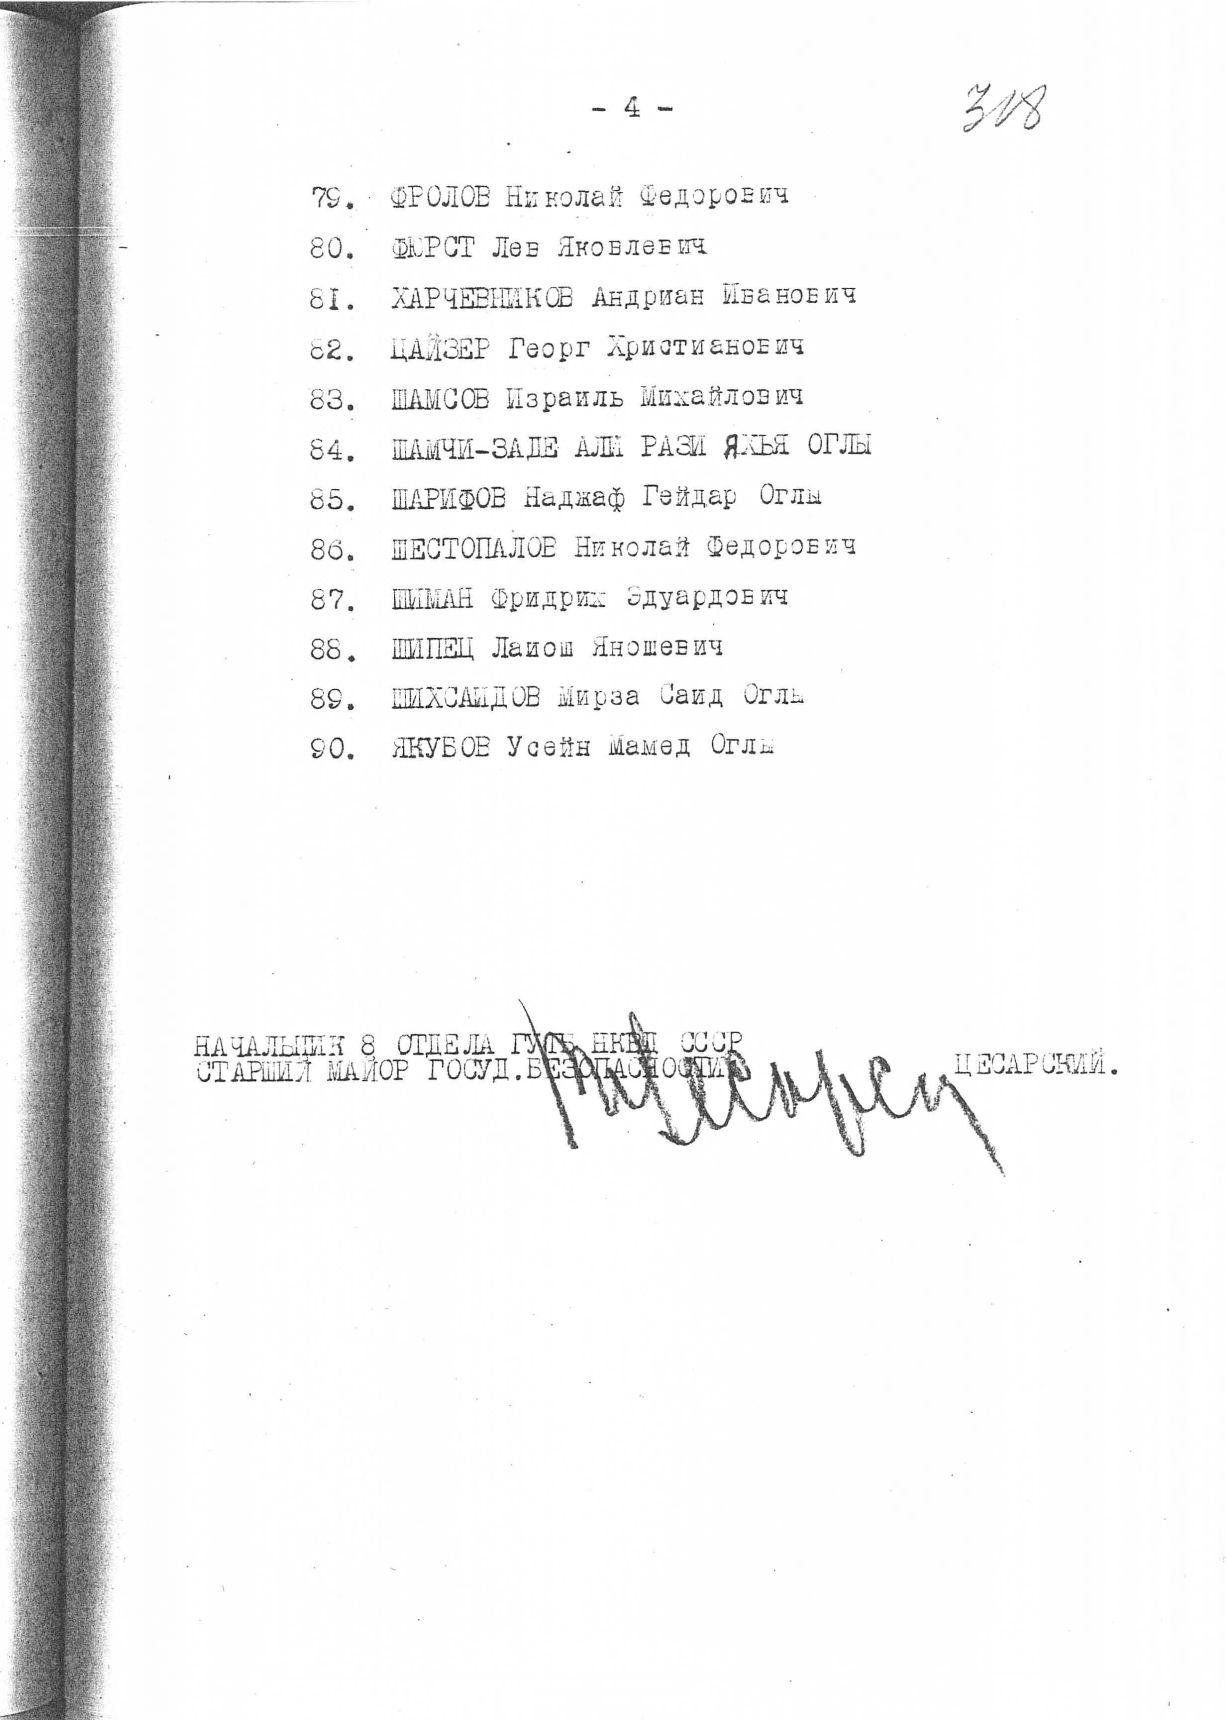 - 4 -
318
79. ФРОЛОВ Николай Федорович
80. ФЮРСТ Лев Яковлевич
81. ХАРЧЕВНИКОВ Андриан Иванович
82. ЦАЙЗЕР Георг Христианович
83. ШАМСОВ Израиль Михайлович
84. ШАМЧИ-ЗАДЕ АЛИ РАЗИ ЯХЬЯ ОГЛЫ
85. ШАРИФОВ Наджаф Гейдар Оглы
86. ШЕСТОПАЛОВ Николай Федорович
87. ШИМАН Фридрих Эдуардович
88. ШИПЕЦ Лаиош Яношевич
89. ШИХСАИДОВ Мирза Саид Оглы
90. ЯКУБОВ Усейн Мамед Оглы
НАЧАЛЬНИК 8 ОТДЕЛА ГУГБ НКВД СССР
СТАРШИЙ МАЙОР ГОСУД.БЕЗОПАСНОСТИ ЦЕСАРСКИЙ.